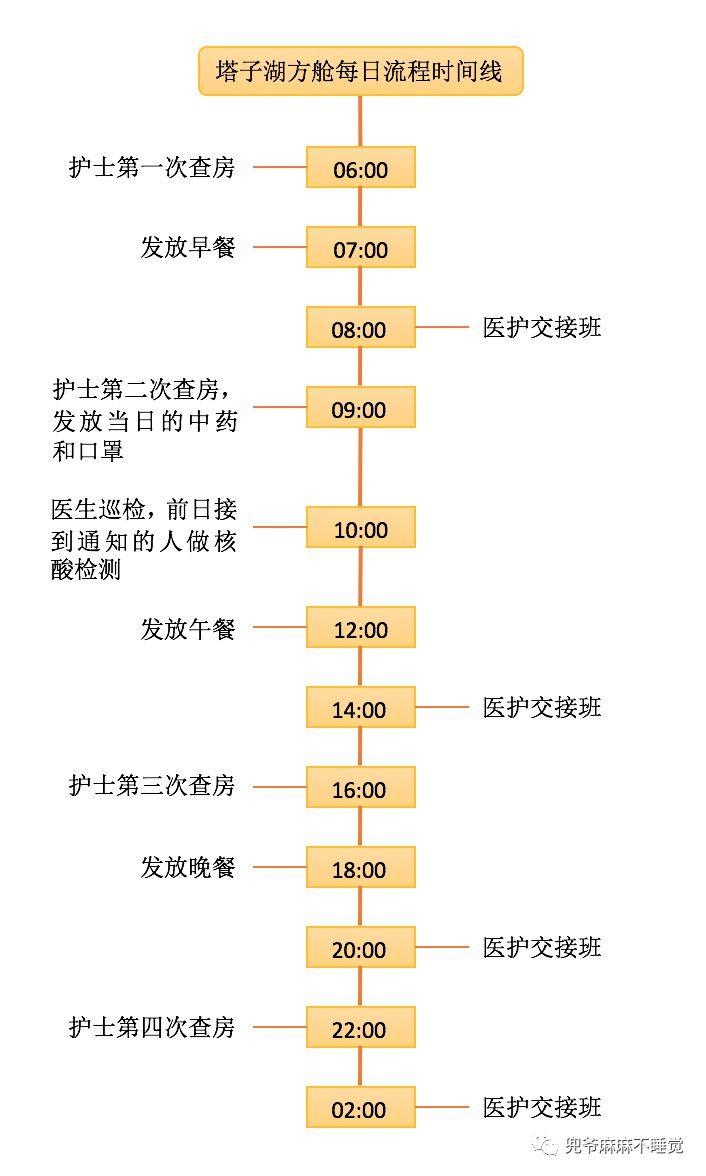 塔子湖方舱每日流程时间线
护士第一次查房
06:00
发放早餐
07:00
08:00
医护交接班
护士第二次查房，
发放当日的中药
和口罩
09:00
医生巡检，前日接
到通知的人做核
酸检测
10:00
发放午餐
12:00
14:00
医护交接班
护士第三次查房
16:00
发放晚餐
18:00
20:00
医护交接班
护士第四次查房
22:00
02:00
医护交接班
兜爷麻麻不睡觉